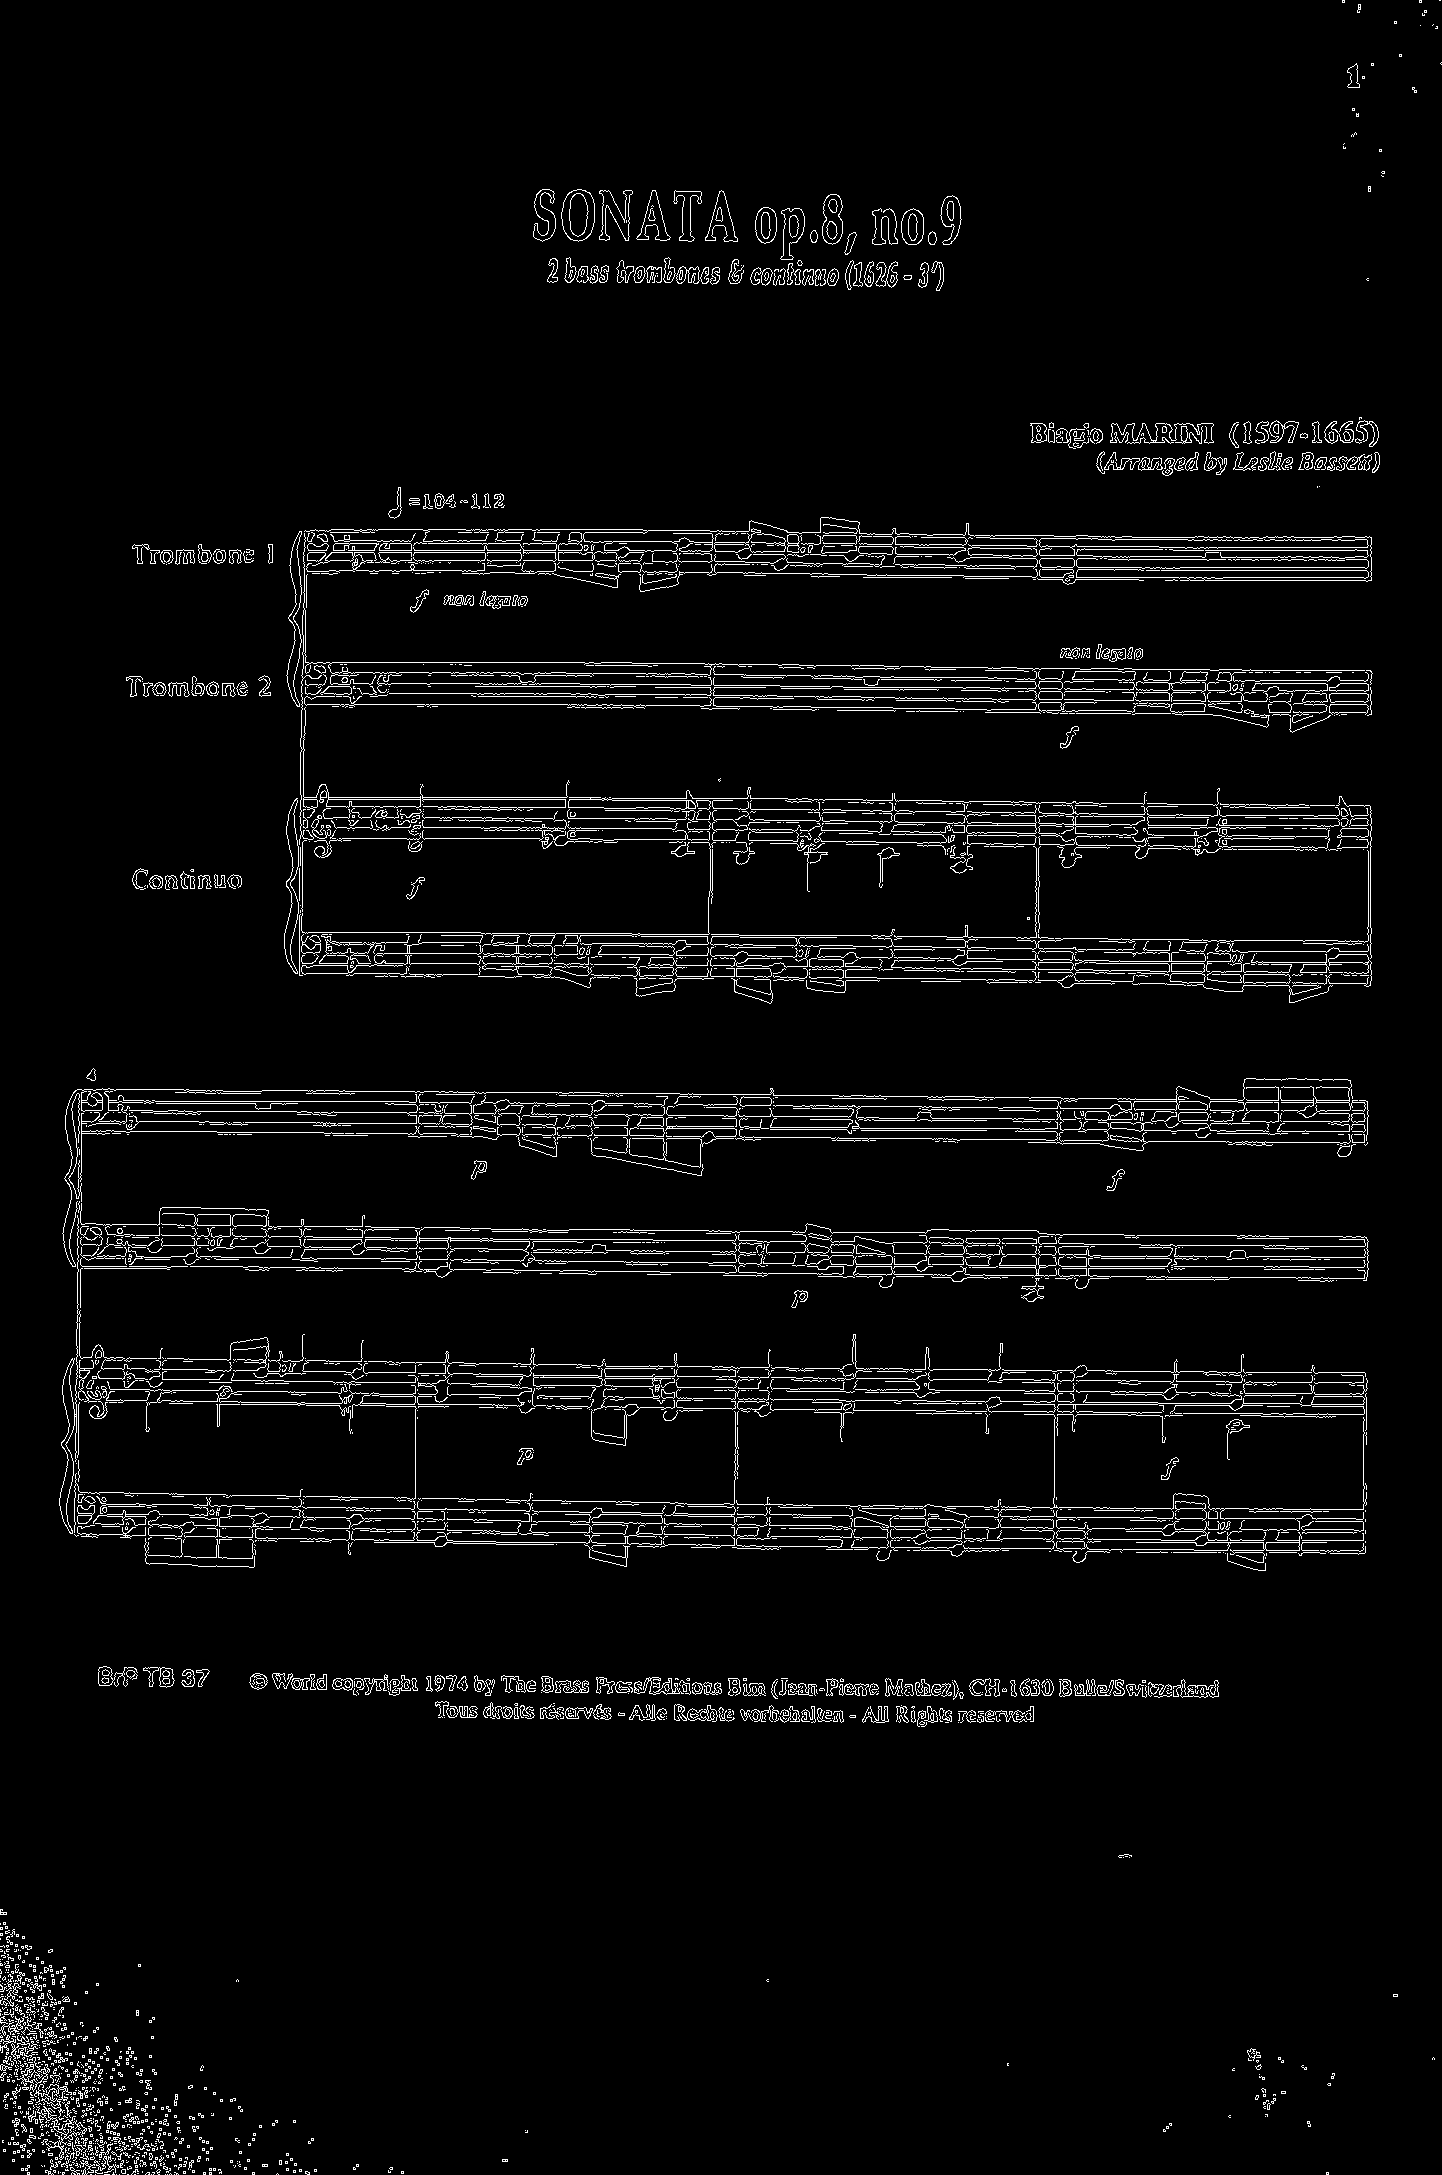 1
SONATA op.8, no.9
2 bass trombones & continuo (1626 - 3')
Biagio MARINI (1597-1665)
(Arranged by Leslie Bassett)
=104-112
Trombone 1
f non legato
non legato
Trombone 2
f
Continuo
f
4
p
f
p
p
f
BrP TB 37
© World copyright 1974 by The Brass Press/Editions Bim (Jean-Pierre Mathez), CH-1630 Bulle/Switzerland
Tous droits réservés - Alle Rechte vorbehalten - All Rights reserved